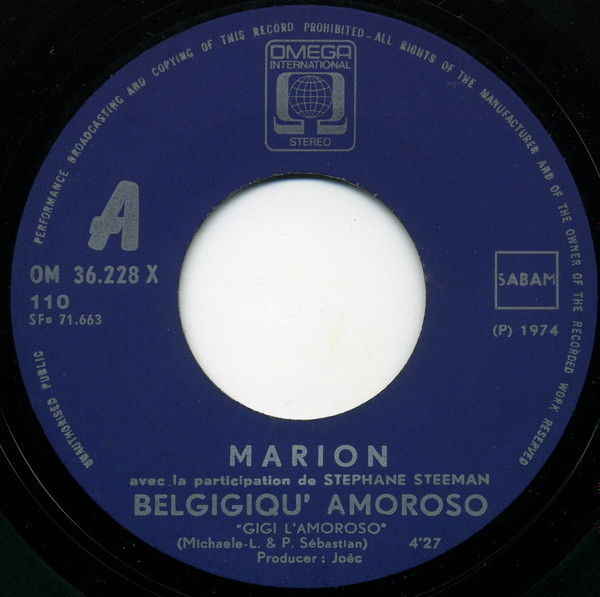 UNAUTHORISED PUBLIC PERFORMANCE BROADCASTING AND COPYING OF THIS RECORD PROHIBITED - ALL RIGHTS OF THE MANUFACTURER AND OF THE OWNER OF THE RECORDED WORK RESERVED
OMEGA
INTERNATIONAL
STEREO
A
OM 36.228 X
110
SFe 71.663
SABAM
(P) 1974
MARION
avec la participation de STEPHANE STEEMAN
BELGIGIQU' AMOROSO
"GIGI L'AMOROSO"
(Michaele-L. & P. Sébastian) 4'27
Producer : Joëc